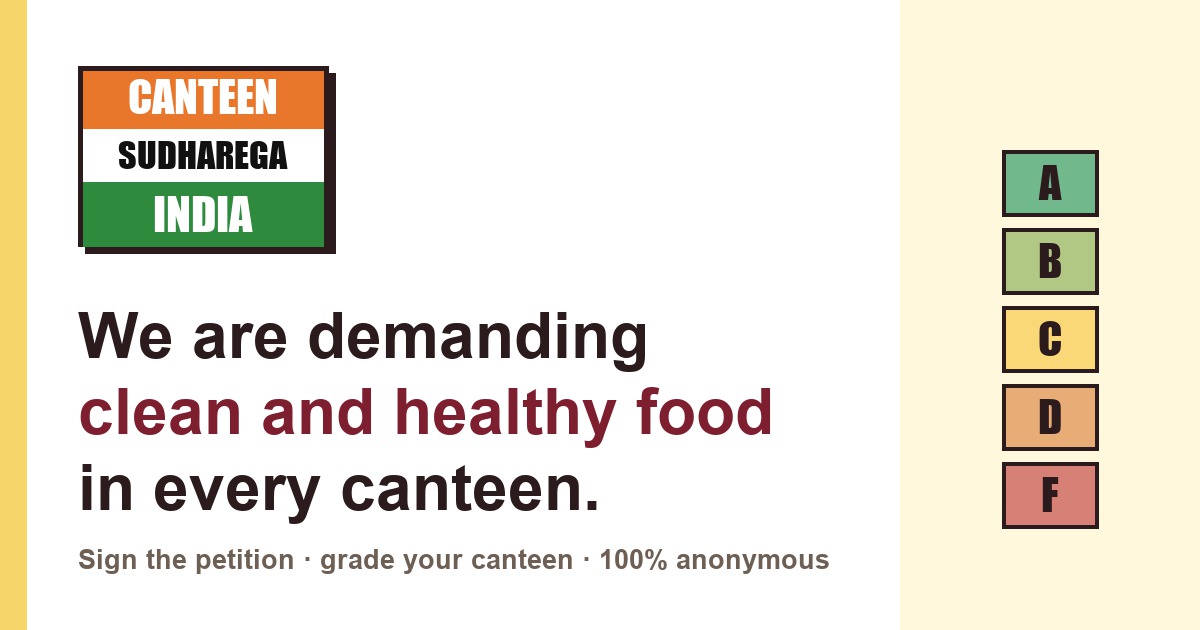 CANTEEN
SUDHAREGA
INDIA
We are demanding
clean and healthy food
in every canteen.
Sign the petition · grade your canteen · 100% anonymous
A
B
C
D
F